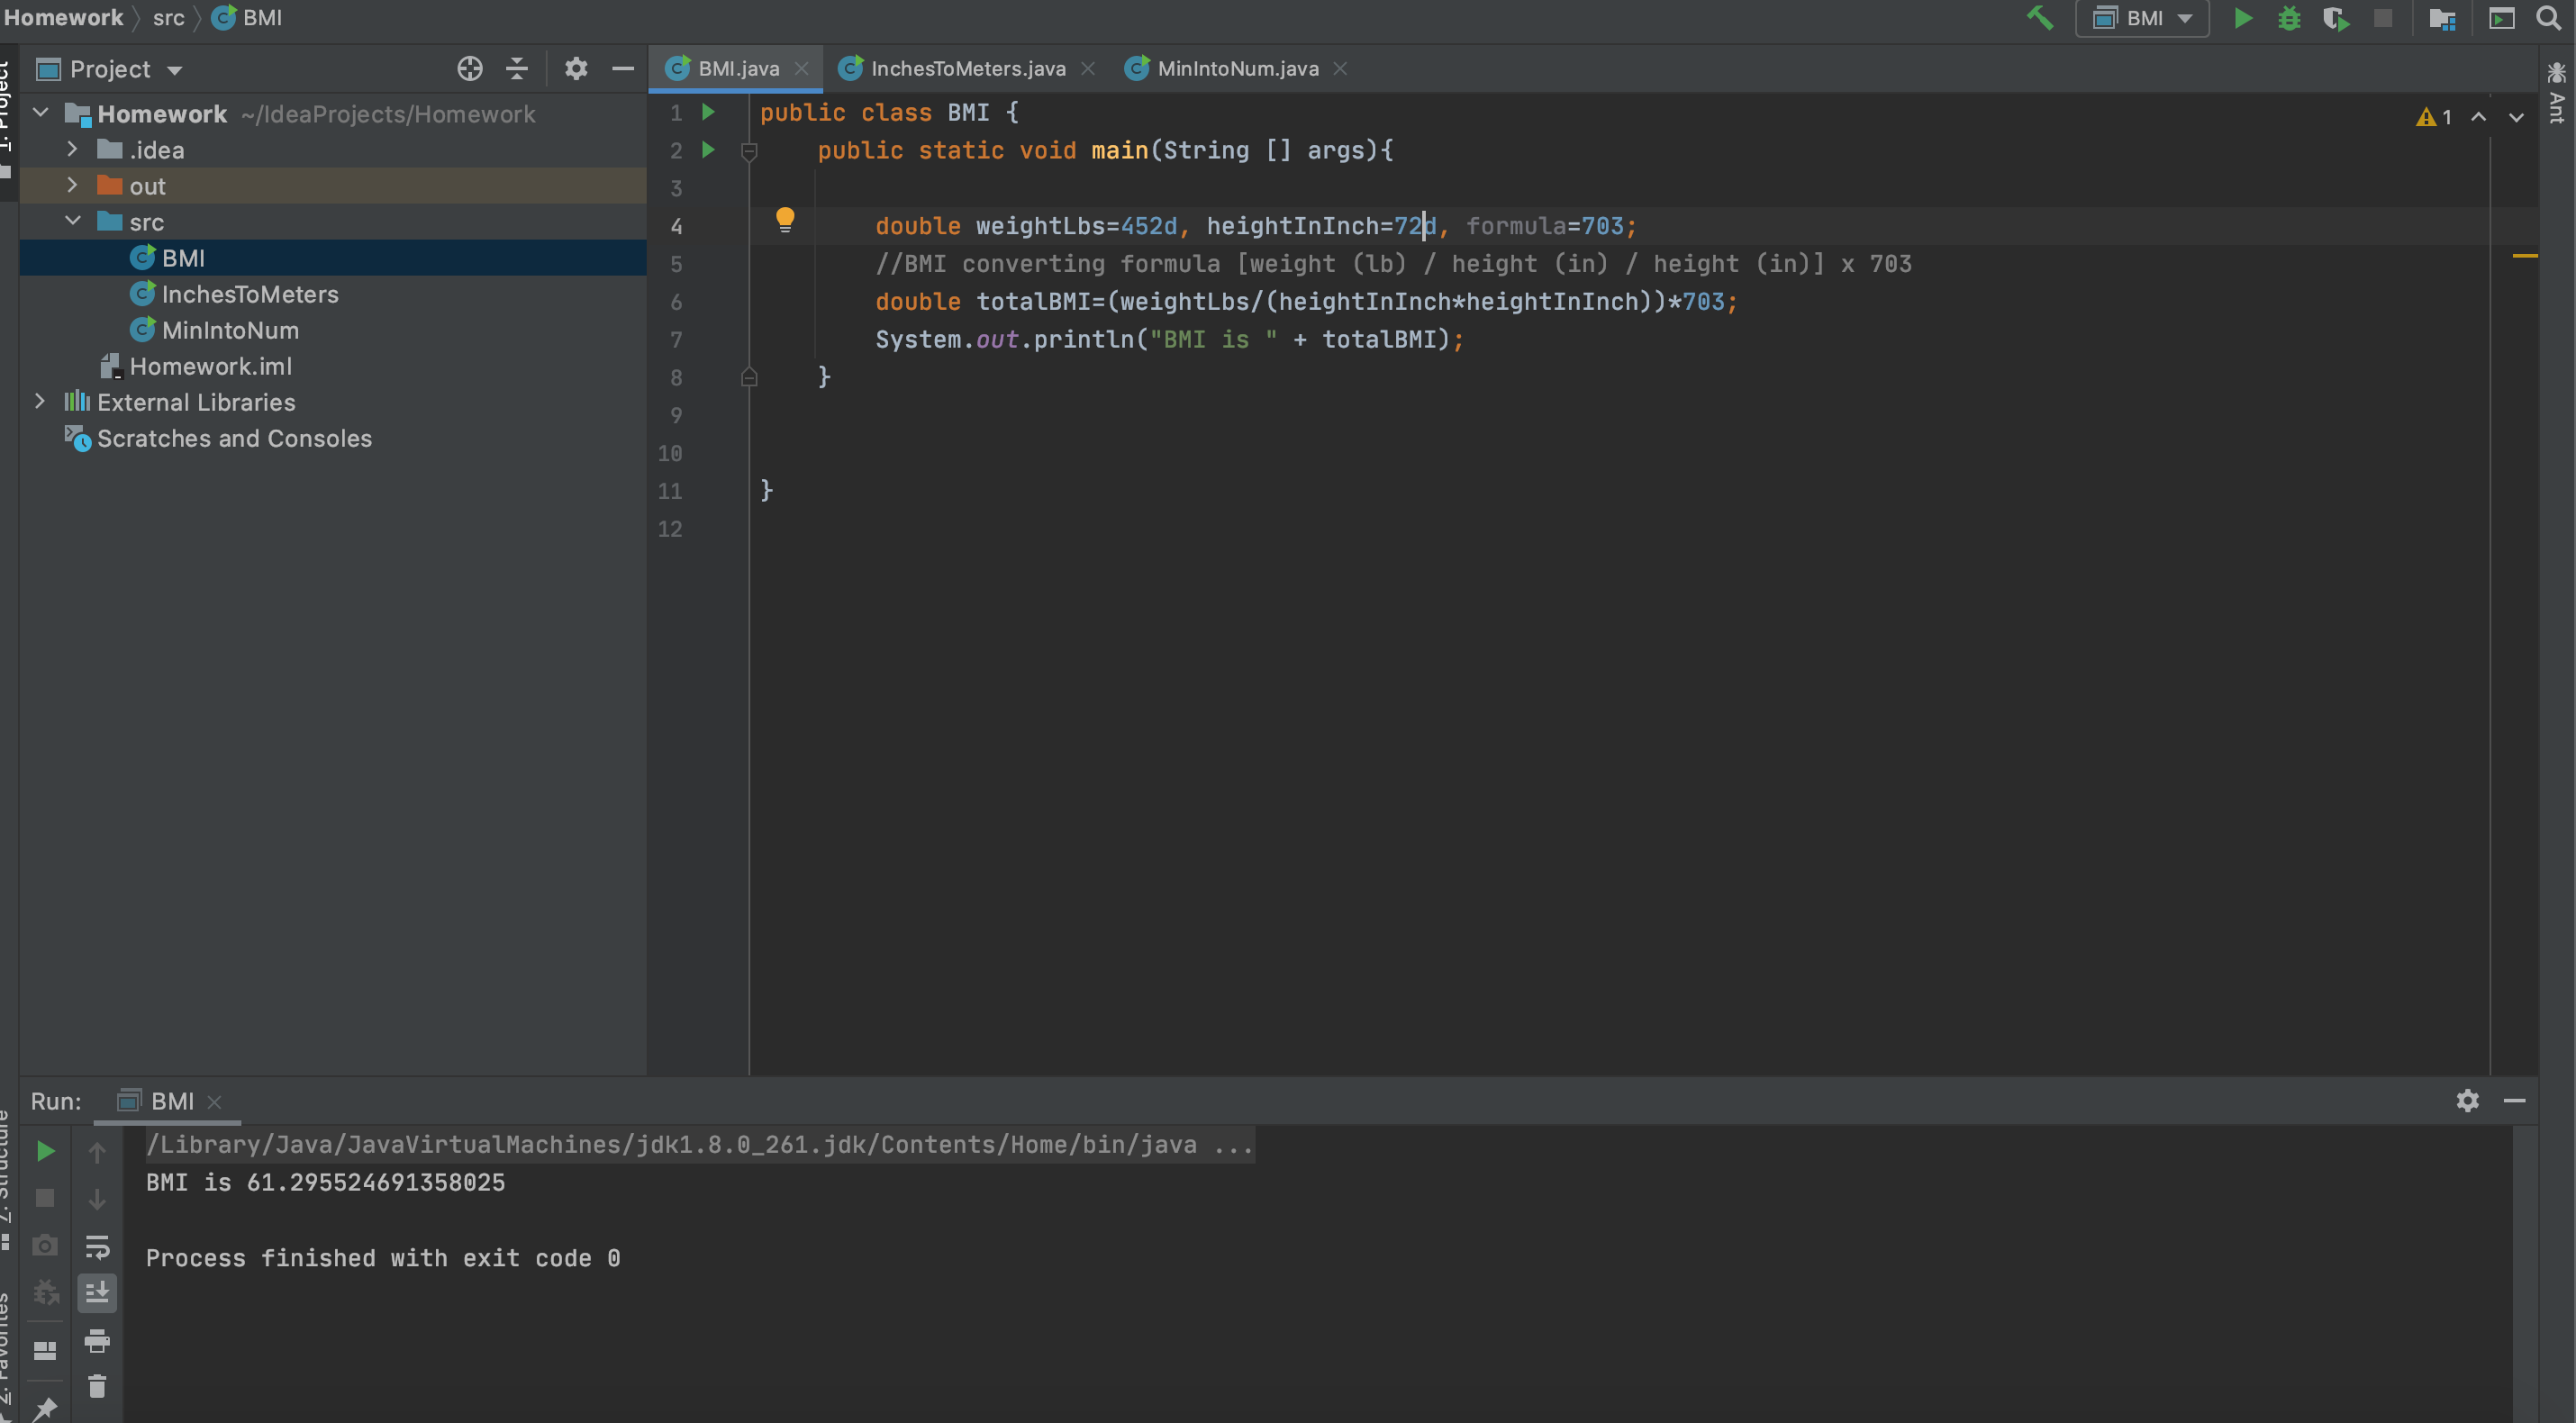 Homework src BMI
BMI
Project
BMI.java InchesToMeters.java MinIntoNum.java
1: Project
Homework ~/IdeaProjects/Homework
.idea
out
src
BMI
InchesToMeters
MinIntoNum
Homework.iml
External Libraries
Scratches and Consoles
1 public class BMI {
2 public static void main(String [] args){
3
4 double weightLbs=452d, heightInInch=72d, formula=703;
5 //BMI converting formula [weight (lb) / height (in) / height (in)] x 703
6 double totalBMI=(weightLbs/(heightInInch*heightInInch))*703;
7 System.out.println("BMI is " + totalBMI);
8 }
9
10
11 }
12
1
Ant
Run: BMI
/Library/Java/JavaVirtualMachines/jdk1.8.0_261.jdk/Contents/Home/bin/java ...
BMI is 61.295524691358025
Process finished with exit code 0
Z: Structure
2: Favorites